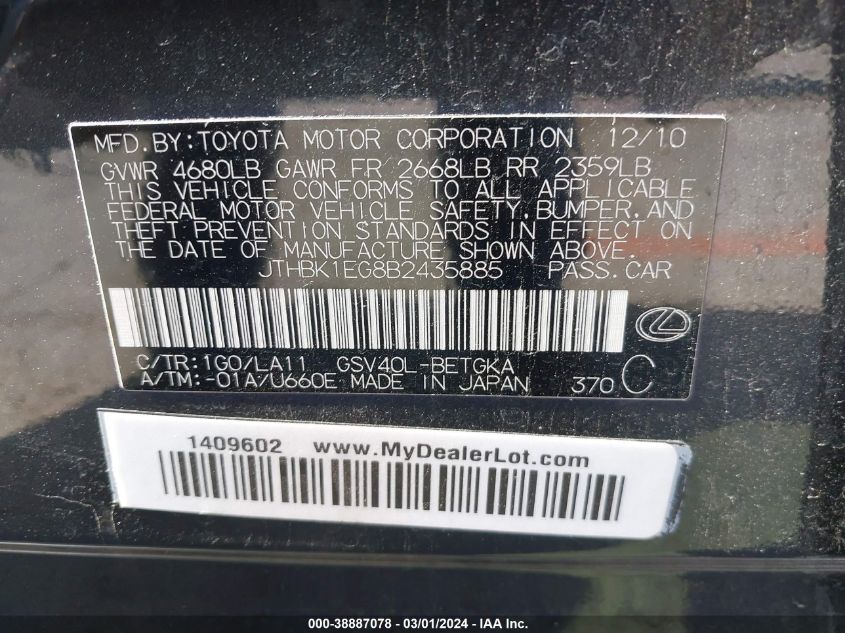 MFD.BY:TOYOTA MOTOR CORPORATION 12/10
GVWR 4680LB GAWR FR 2668LB RR 2359LB
THIS VEHICLE CONFORMS TO ALL APPLICABLE
FEDERAL MOTOR VEHICLE SAFETY,BUMPER,AND
THEFT PREVENTION STANDARDS IN EFFECT ON
THE DATE OF MANUFACTURE SHOWN ABOVE.
JTHBK1EG8B2435885 PASS.CAR
C/TR:1G0/LA11 GSV40L-BETGKA
A/TM:-01A/U660E MADE IN JAPAN 370 C
1409602 www.MyDealerLot.com
000-38887078 - 03/01/2024 - IAA Inc.